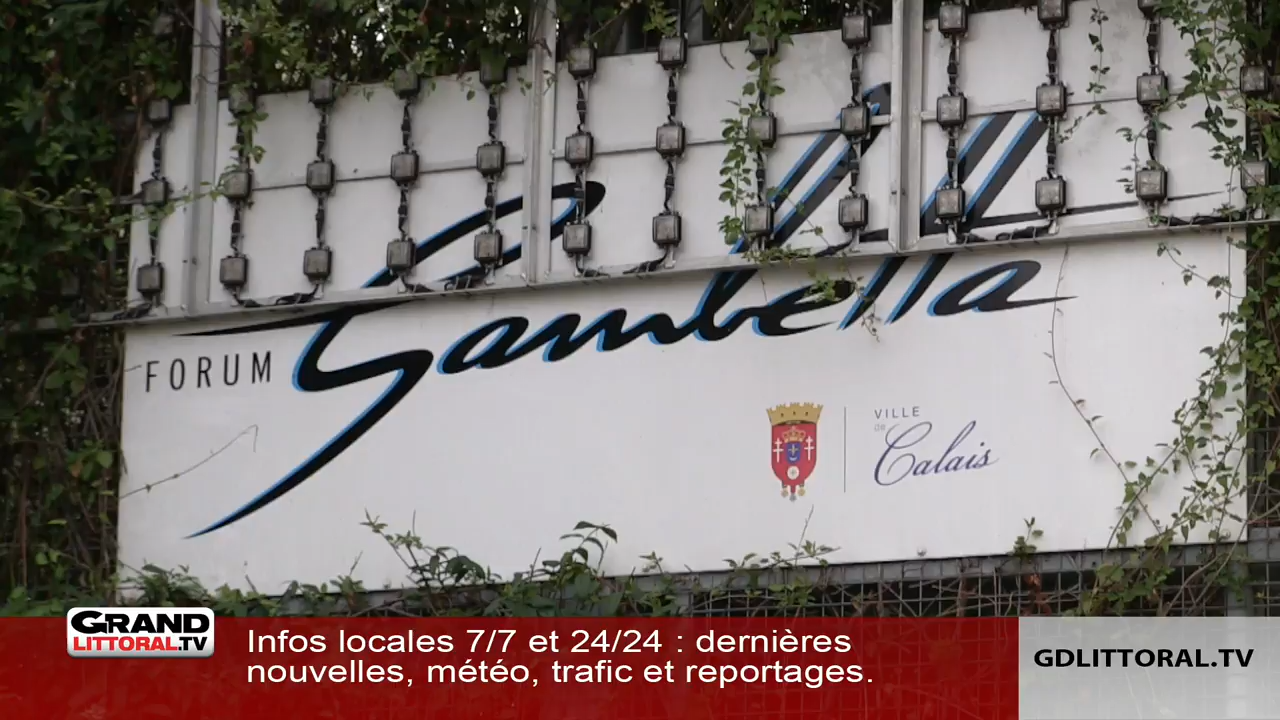 FORUM Gambetta
VILLE
de
Calais
GRAND
LITTORAL.TV
Infos locales 7/7 et 24/24 : dernières
nouvelles, météo, trafic et reportages.
GDLITTORAL.TV